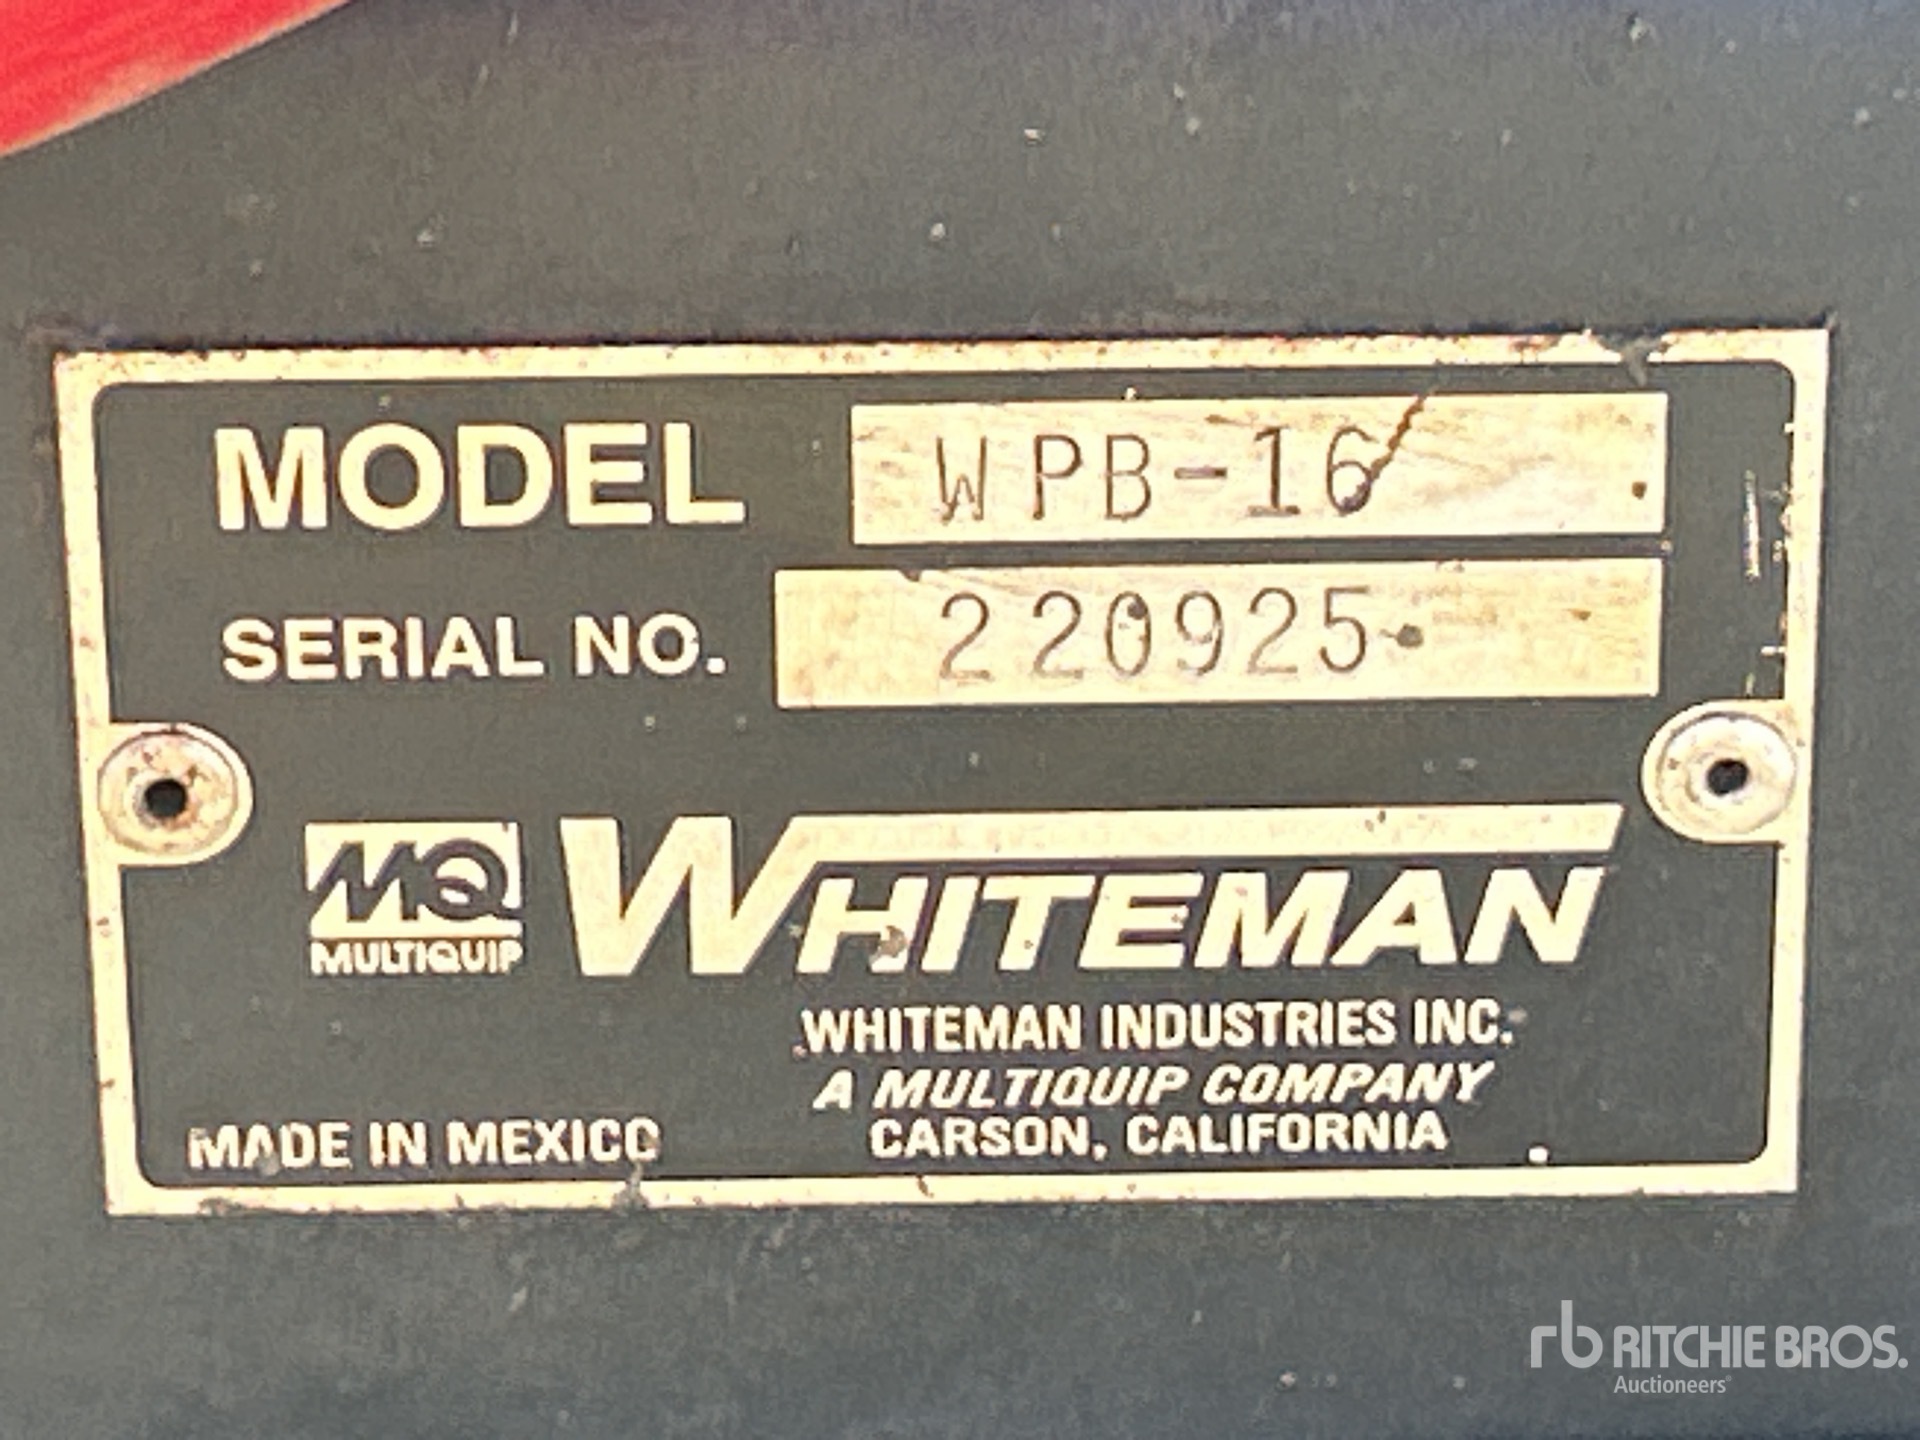 MODEL WPB-16
SERIAL NO. 220925
MQ WHITEMAN
MULTIQUIP
WHITEMAN INDUSTRIES INC.
A MULTIQUIP COMPANY
MADE IN MEXICO CARSON, CALIFORNIA
rb RITCHIE BROS.
Auctioneers